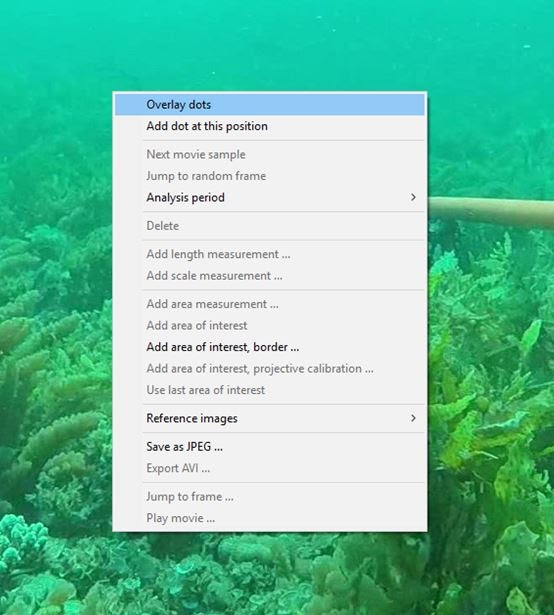 Overlay dots
Add dot at this position
Next movie sample
Jump to random frame
Analysis period
Delete
Add length measurement ...
Add scale measurement ...
Add area measurement ...
Add area of interest
Add area of interest, border ...
Add area of interest, projective calibration ...
Use last area of interest
Reference images
Save as JPEG ...
Export AVI ...
Jump to frame ...
Play movie ...